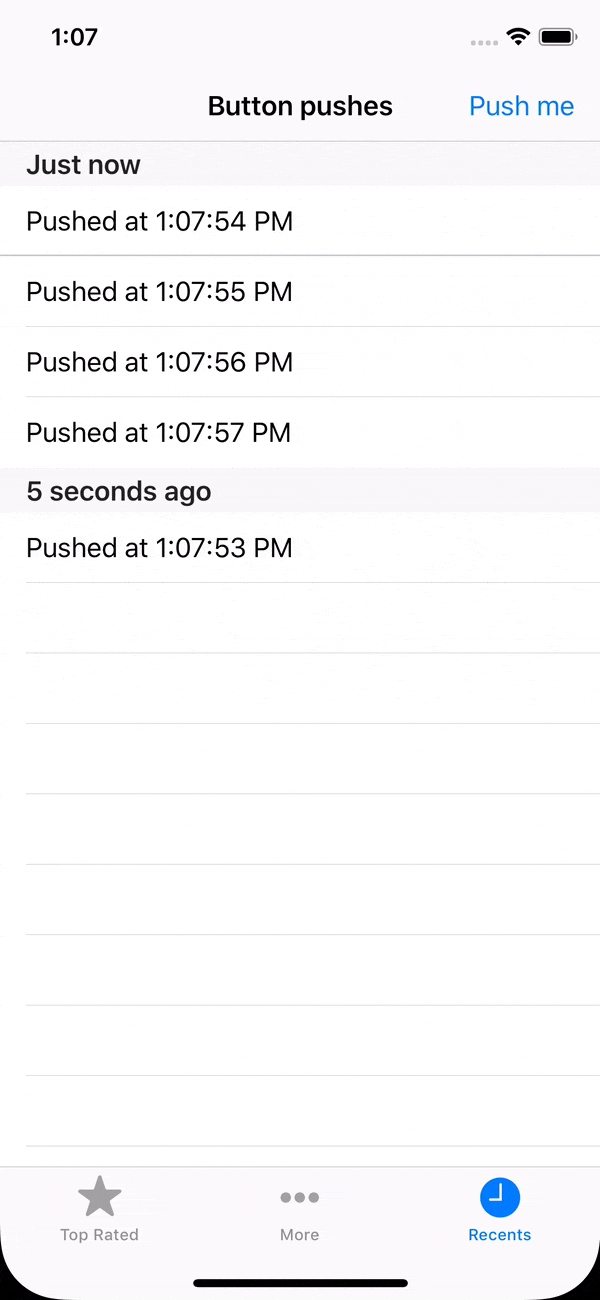 1:07
Button pushes
Push me
Just now
Pushed at 1:07:54 PM
Pushed at 1:07:55 PM
Pushed at 1:07:56 PM
Pushed at 1:07:57 PM
5 seconds ago
Pushed at 1:07:53 PM
Top Rated
More
Recents